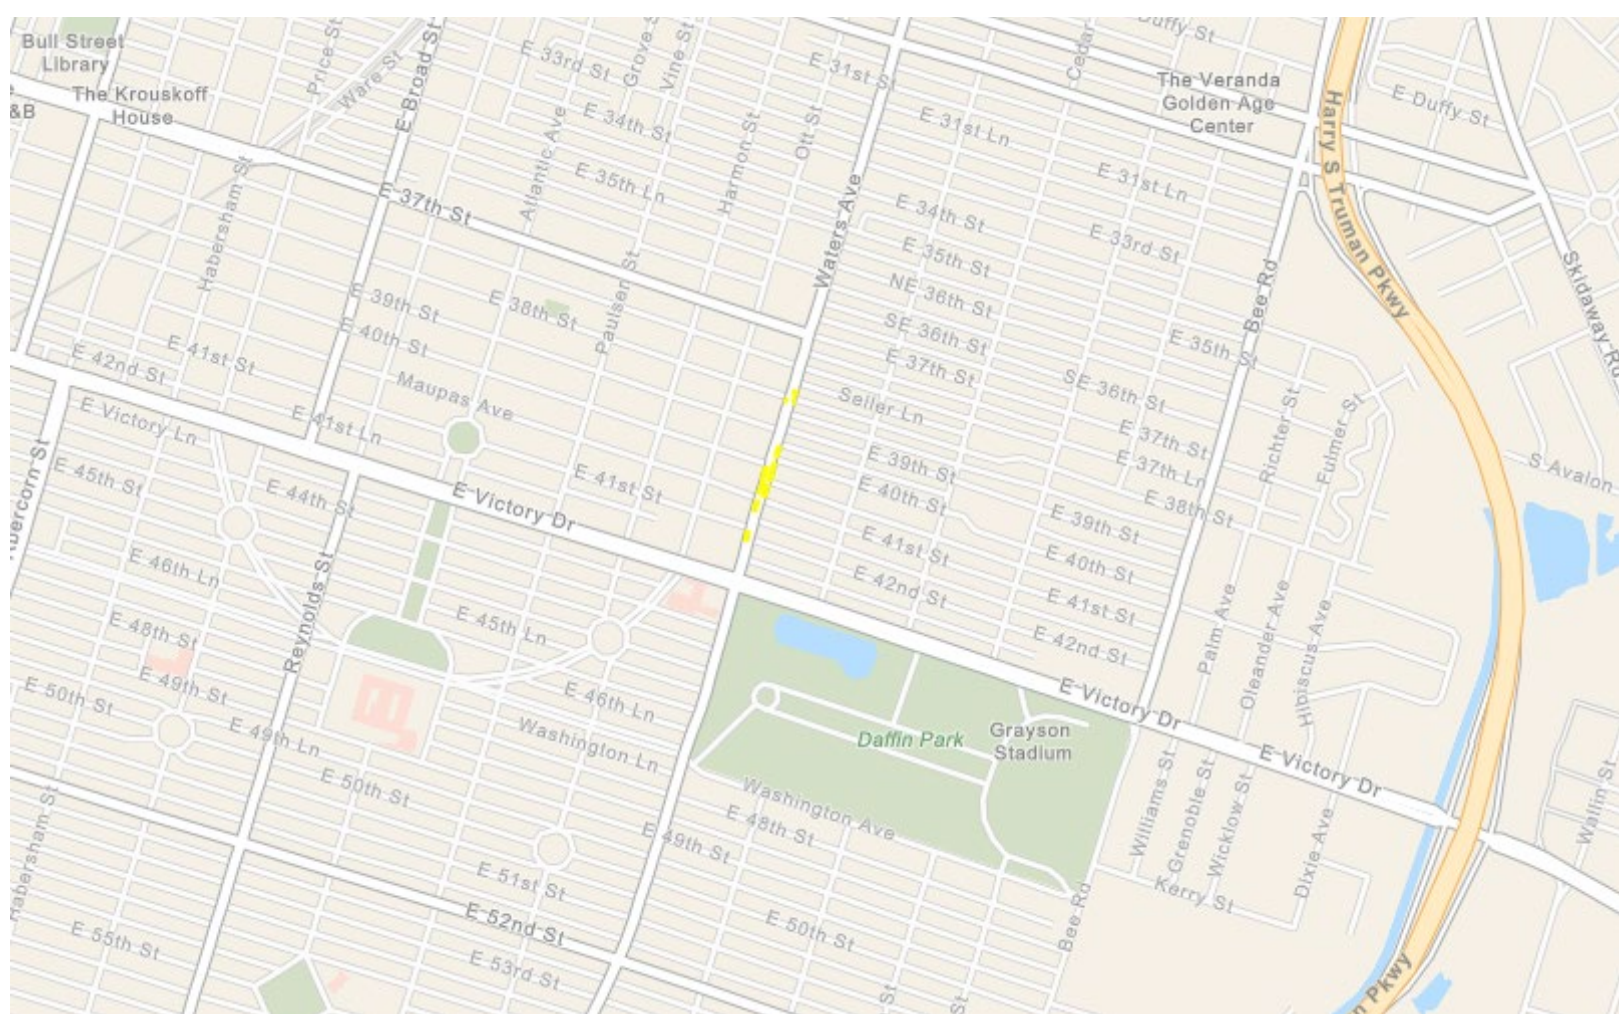 Duffy St
Bull Street
Library
Price St
Ware St
E Broad St
E 33rd St
Vine St
E 31st St
Cedar
The Veranda
Golden Age
Center
E Duffy St
&B
The Krouskoff
House
Atlantic Ave
E 34th St
Harmon St
Ott St
E 31st Ln
Harry S Truman Pkwy
E 37th St
Habersham St
E 35th Ln
Waters Ave
E 34th St
E 31st Ln
E 33rd St
E 35th St
NE 36th St
Bee Rd
Skidaway Rd
E 39th St
E 38th St
Paulsen St
E 40th St
SE 36th St
E 35th St
E 41st St
E 42nd St
E 37th St
SE 36th St
Maupas Ave
Seiler Ln
E Victory Ln
E 41st Ln
E 37th St
Richter St
Fulmer St
E 39th St
E 37th Ln
S Avalon
E 45th St
E 44th St
E 41st St
E 40th St
E 38th St
E Victory Dr
E 39th St
E 41st St
E 40th St
E 46th Ln
Reynolds St
E 42nd St
E 41st St
Palm Ave
Oleander Ave
Hibiscus Ave
E 48th St
E 45th Ln
E 42nd St
E 49th St
E 50th St
E 46th Ln
E Victory Dr
E 49th Ln
Washington Ln
Daffin Park
Grayson
Stadium
E Victory Dr
E 50th St
Washington Ave
Williams St
Grenoble St
Wicklow St
Dixie Ave
Wallin St
Habersham St
E 49th St
E 48th St
E 51st St
Kerry St
E 52nd St
E 50th St
Bee Rd
E 55th St
E 53rd St
St
St
n Pkwy